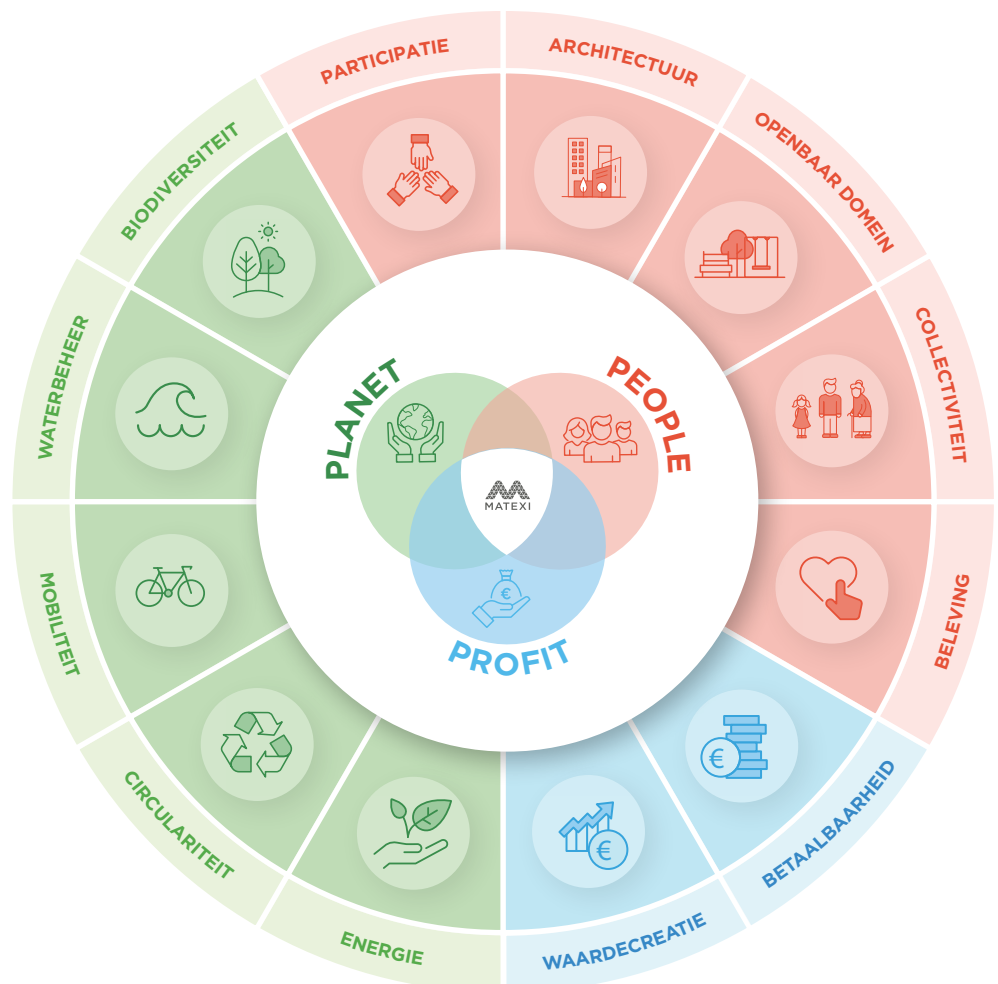 PARTICIPATIE
ARCHITECTUUR
OPENBAAR DOMEIN
COLLECTIVITEIT
BELEVING
BETAALBAARHEID
WAARDECREATIE
ENERGIE
CIRCULARITEIT
MOBILITEIT
WATERBEHEER
BIODIVERSITEIT
PLANET
PEOPLE
PROFIT
MATEXI
€
€
€